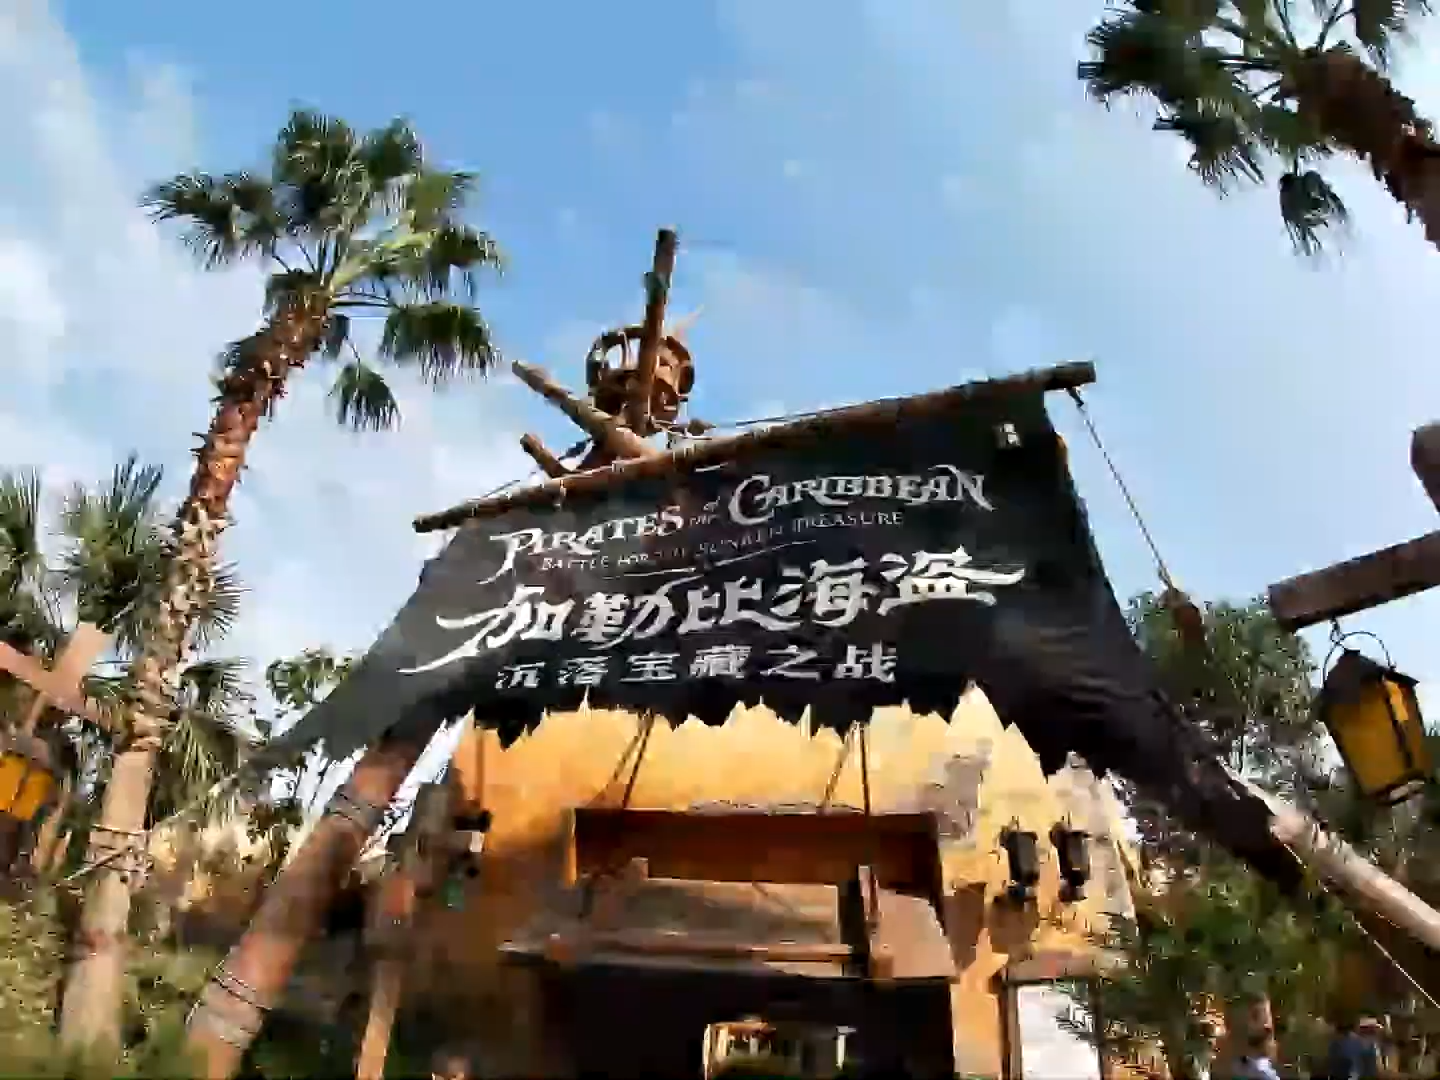 PIRATES of THE CARIBBEAN
BATTLE FOR THE SUNKEN TREASURE
加勒比海盗
沉落宝藏之战